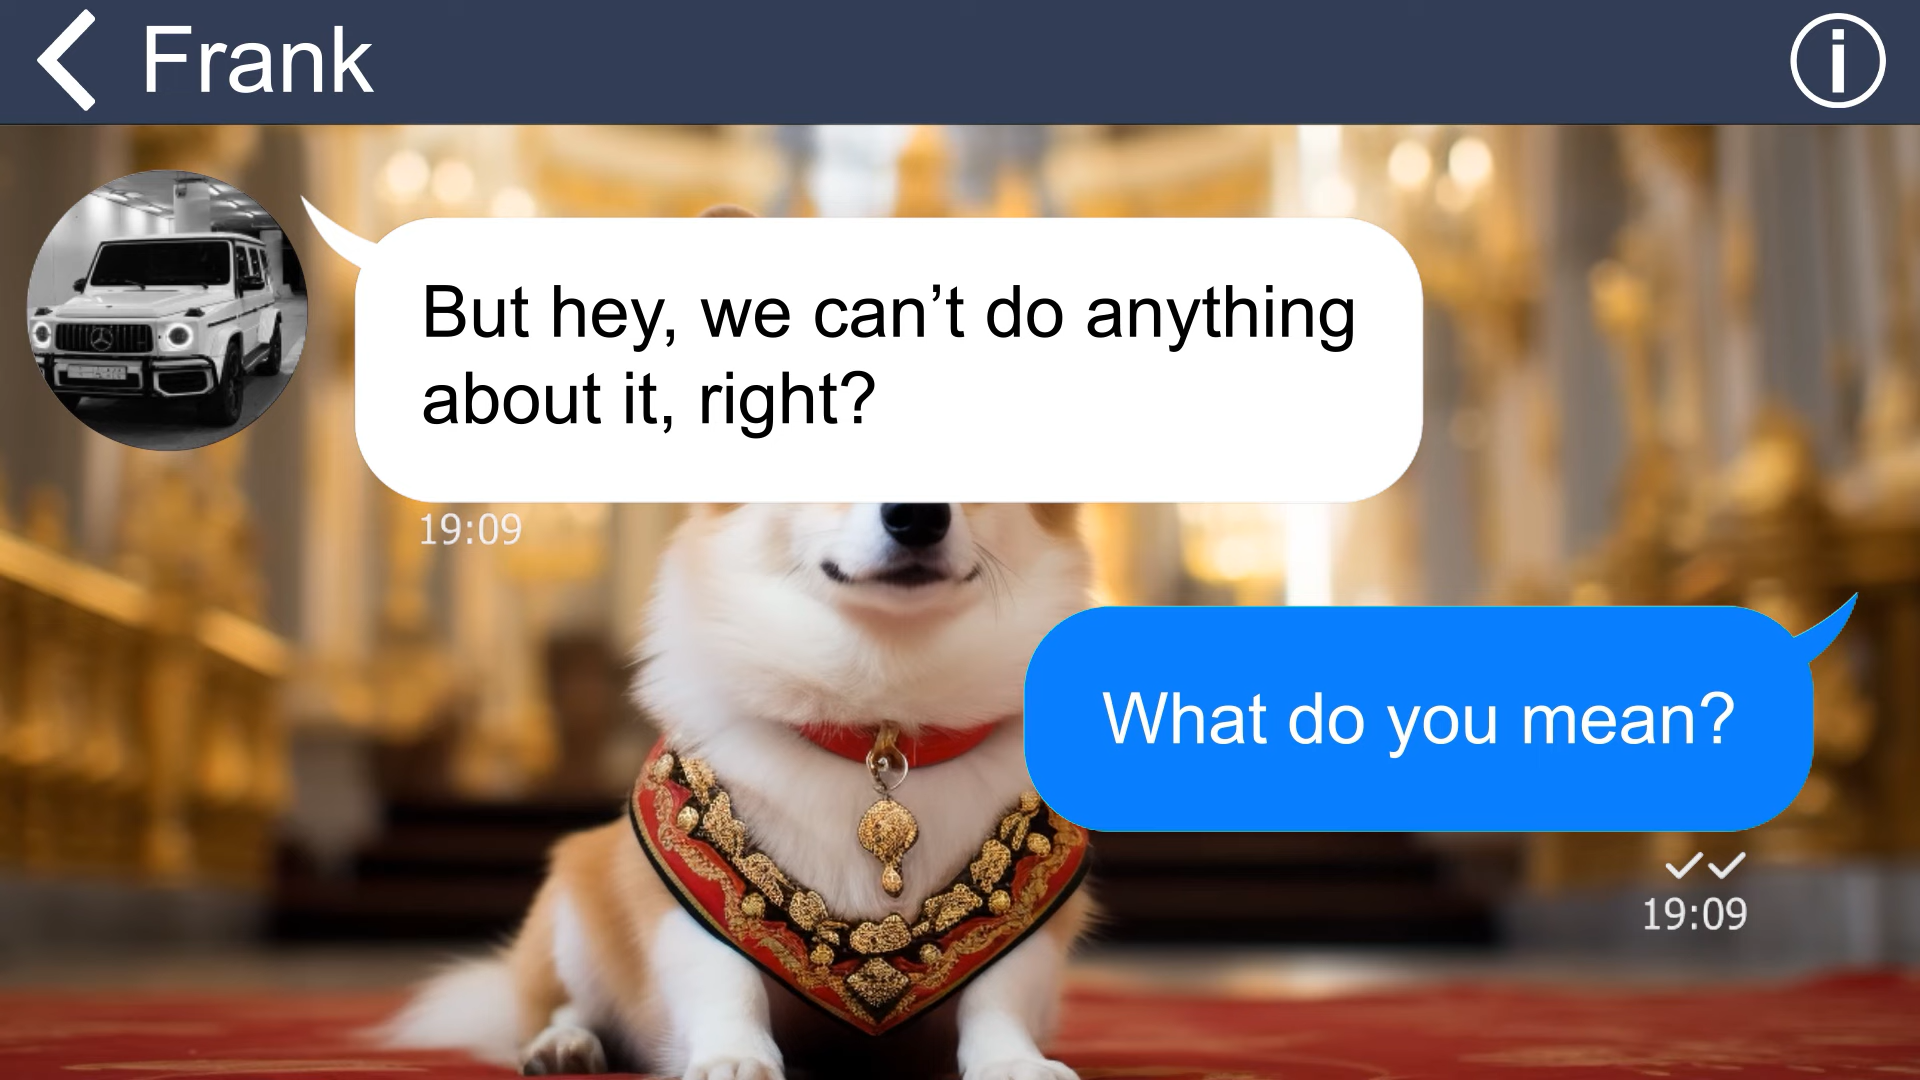 Frank
But hey, we can’t do anything
about it, right?
19:09
What do you mean?
19:09